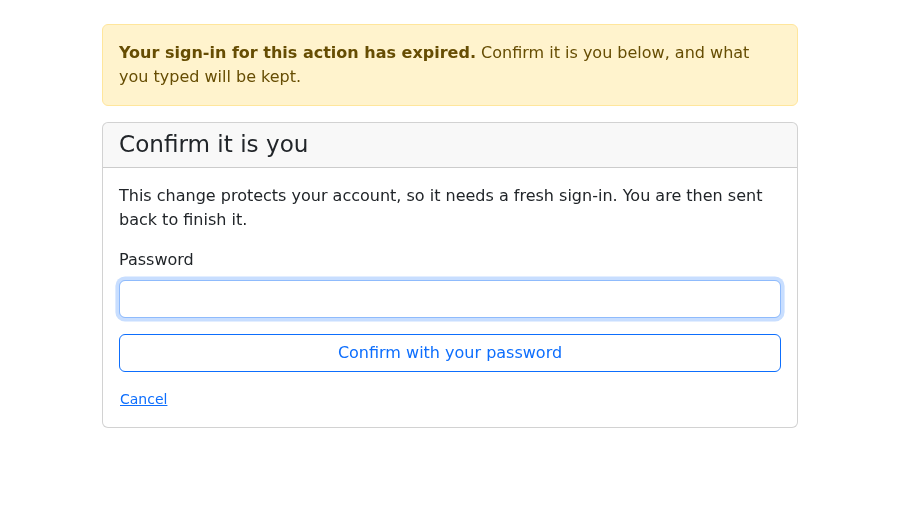 Your sign-in for this action has expired. Confirm it is you below, and what
you typed will be kept.
Confirm it is you
This change protects your account, so it needs a fresh sign-in. You are then sent
back to finish it.
Password
Confirm with your password
Cancel